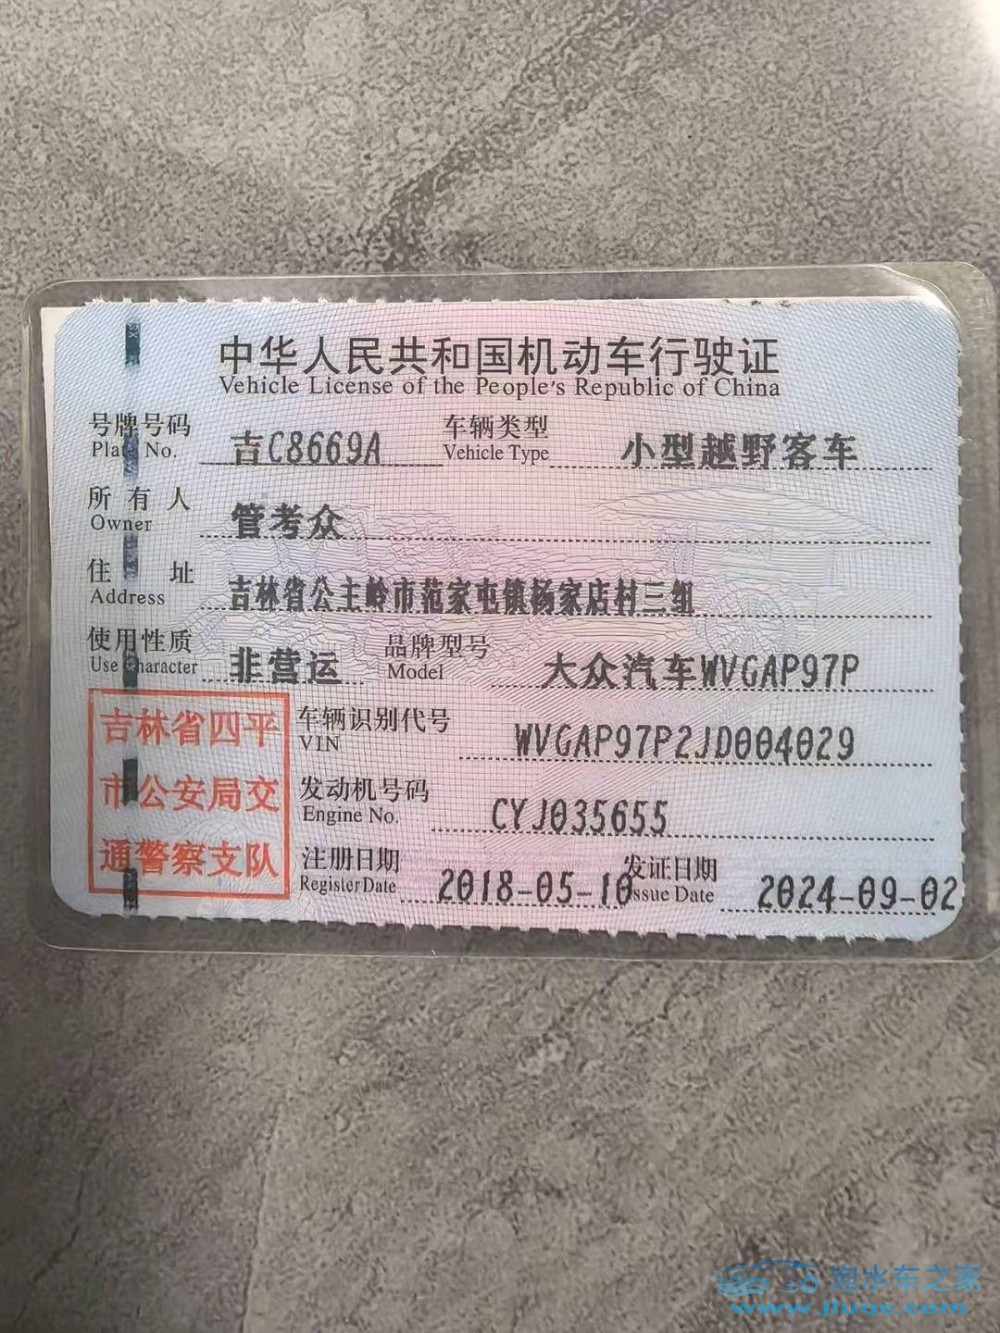 中华人民共和国机动车行驶证
Vehicle License of the People's Republic of China
号牌号码 吉C8669A 车辆类型 小型越野客车
Plate No. Vehicle Type
所有人 管考众
Owner
住址 吉林省公主岭市范家屯镇杨家店村三组
Address
使用性质 非营运 品牌型号 大众汽车WVGAP97P
Use Character Model
吉林省四平
市公安局交
通警察支队
车辆识别代号 WVGAP97P2JD004029
VIN
发动机号码 CYJ035655
Engine No.
注册日期 2018-05-10 发证日期 2024-09-02
Register Date Issue Date
泡水车之家
www.jluqc.com